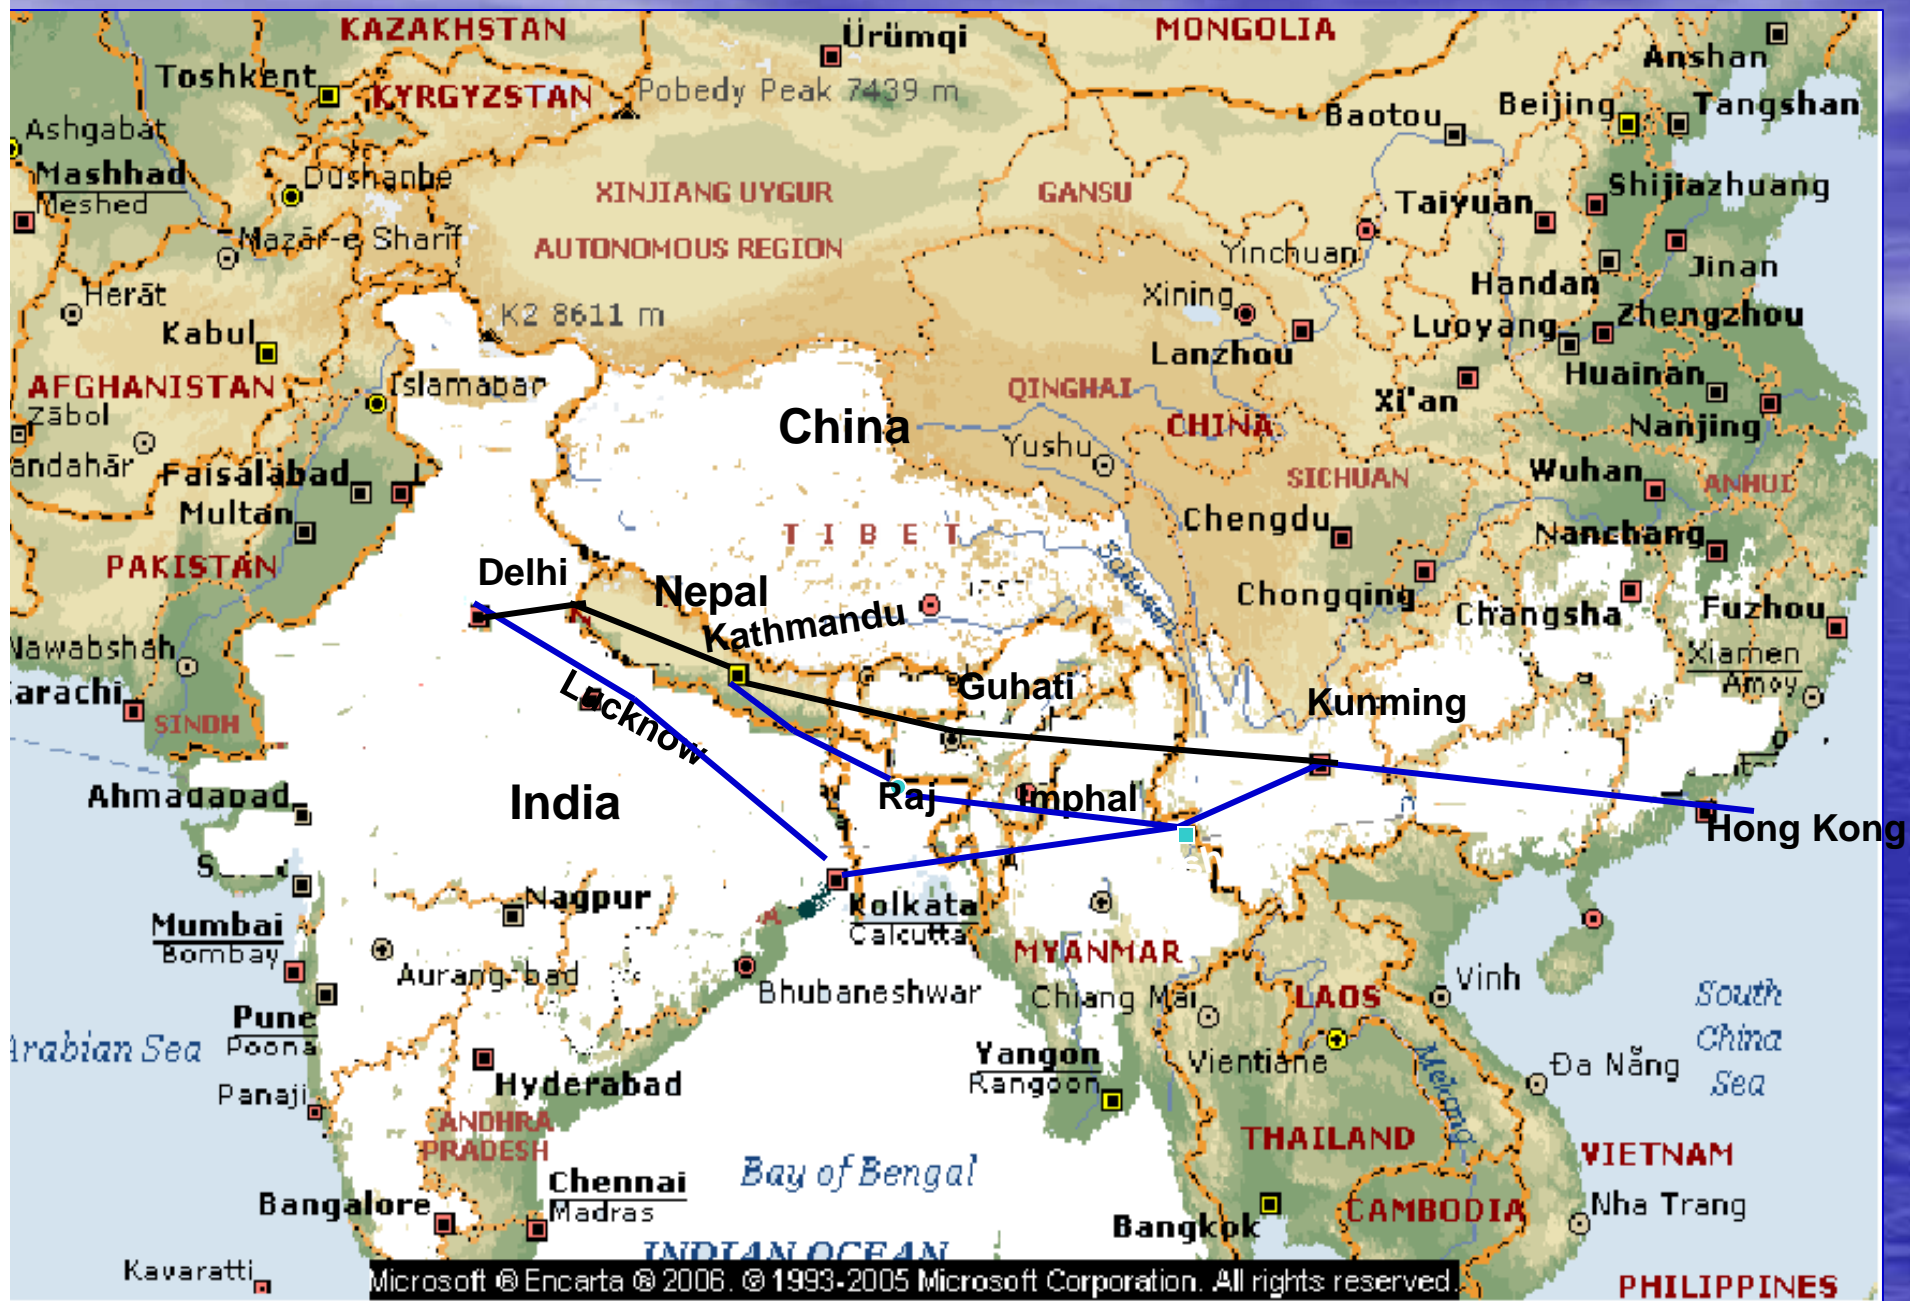 KAZAKHSTAN
Ürümqi
MONGOLIA
Anshan
Toshkent
KYRGYZSTAN
Pobedy Peak 7439 m
Baotou
Beijing
Tangshan
Ashgabat
Mashhad
Meshed
Dushanbe
XINJIANG UYGUR
AUTONOMOUS REGION
GANSU
Taiyuan
Shijiazhuang
Mazār-e Sharīf
Yinchuan
Jinan
Herāt
K2 8611 m
Xining
Handan
Kabul
Lanzhou
Luoyang
Zhengzhou
AFGHANISTAN
Islamabad
QINGHAI
Xi'an
Huainan
Zābol
China
CHINA
Nanjing
andahār
Yushu
Faisalabad
SICHUAN
Wuhan
ANHUI
Multan
TIBET
Chengdu
Nanchang
PAKISTAN
Delhi
Nepal
Kathmandu
Chongqing
Changsha
Fuzhou
Nawabshah
Xiamen
Amoy
arachi
SINDH
Lucknow
Guhati
Kunming
Ahmadabad
India
Raj
Imphal
Hong Kong
Nagpur
Kolkata
Calcutta
Mumbai
Bombay
Aurangabad
Bhubaneshwar
MYANMAR
Chiang Mai
LAOS
Vinh
South
China
Sea
Pune
Poona
Arabian Sea
Yangon
Rangoon
Vientiane
Mekong
Đa Nẵng
Panaji
Hyderabad
ANDHRA
PRADESH
THAILAND
VIETNAM
Bay of Bengal
Chennai
Madras
Bangalore
Bangkok
CAMBODIA
Nha Trang
INDIAN OCEAN
Kavaratti
Microsoft ® Encarta ® 2006. © 1993-2005 Microsoft Corporation. All rights reserved.
PHILIPPINES